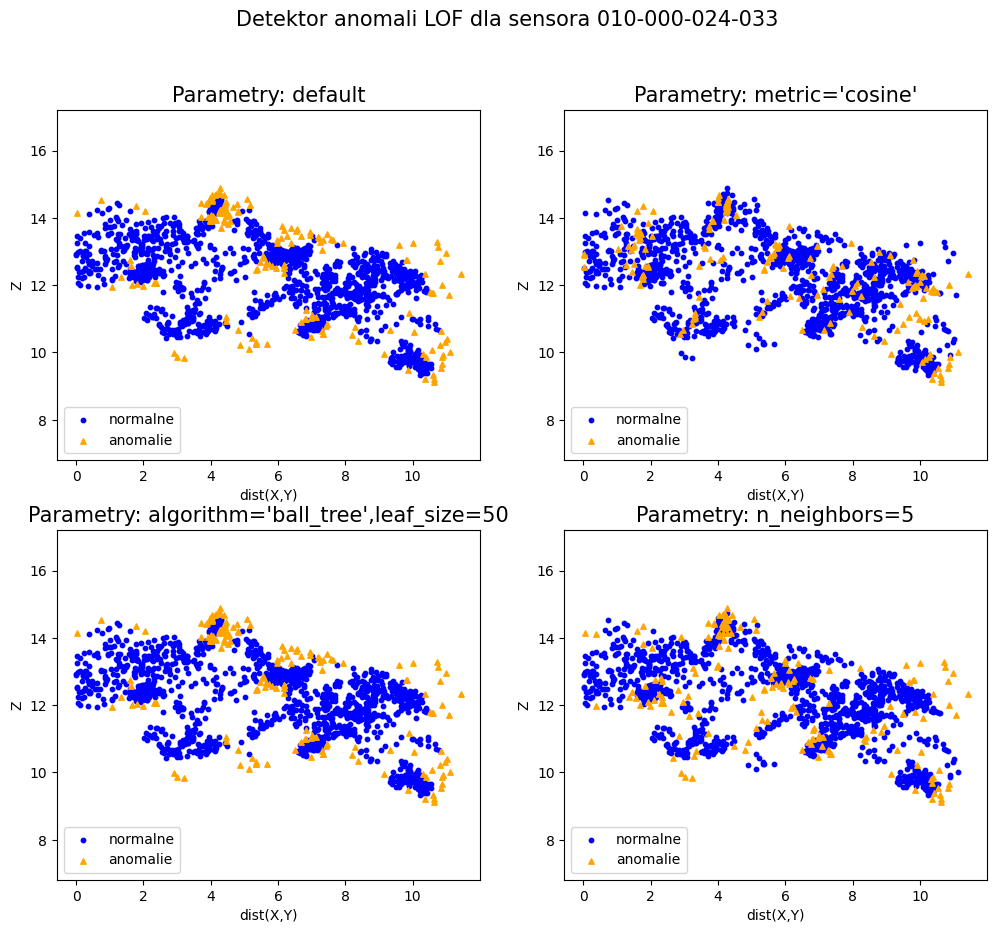 Detektor anomali LOF dla sensora 010-000-024-033
Parametry: default
16
14
12
10
8
Z
normalne
anomalie
0 2 4 6 8 10
dist(X,Y)
Parametry: metric='cosine'
16
14
12
10
8
Z
normalne
anomalie
0 2 4 6 8 10
dist(X,Y)
Parametry: algorithm='ball_tree',leaf_size=50
16
14
12
10
8
Z
normalne
anomalie
0 2 4 6 8 10
dist(X,Y)
Parametry: n_neighbors=5
16
14
12
10
8
Z
normalne
anomalie
0 2 4 6 8 10
dist(X,Y)